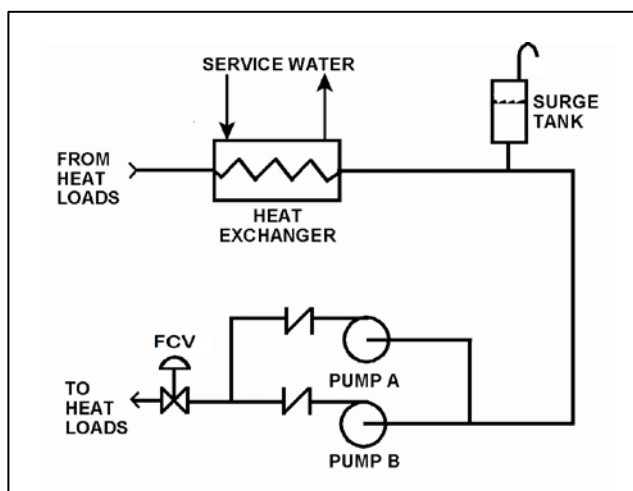 SERVICE WATER
SURGE
TANK
FROM
HEAT
LOADS
HEAT
EXCHANGER
FCV
PUMP A
TO
HEAT
LOADS
PUMP B